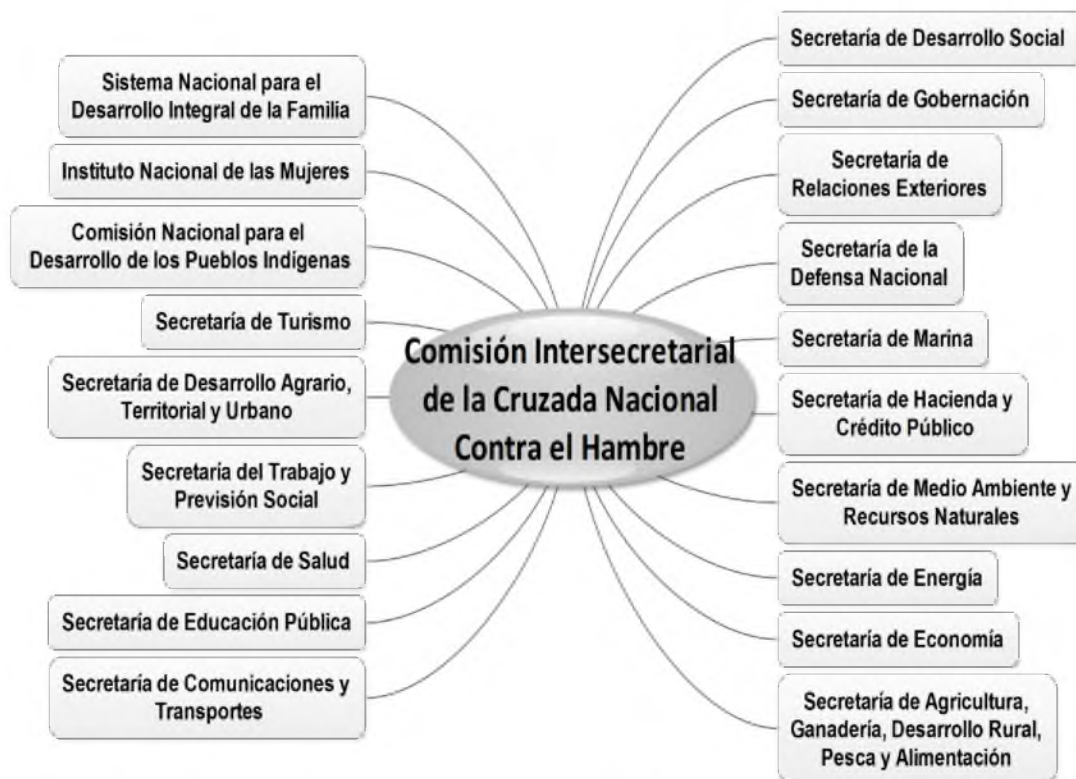 Sistema Nacional para el
Desarrollo Integral de la Familia
Instituto Nacional de las Mujeres
Comisión Nacional para el
Desarrollo de los Pueblos Indígenas
Secretaría de Turismo
Secretaría de Desarrollo Agrario,
Territorial y Urbano
Secretaría del Trabajo y
Previsión Social
Secretaría de Salud
Secretaría de Educación Pública
Secretaría de Comunicaciones y
Transportes
Comisión Intersecretarial
de la Cruzada Nacional
Contra el Hambre
Secretaría de Desarrollo Social
Secretaría de Gobernación
Secretaría de
Relaciones Exteriores
Secretaría de la
Defensa Nacional
Secretaría de Marina
Secretaría de Hacienda y
Crédito Público
Secretaría de Medio Ambiente y
Recursos Naturales
Secretaría de Energía
Secretaría de Economía
Secretaría de Agricultura,
Ganadería, Desarrollo Rural,
Pesca y Alimentación